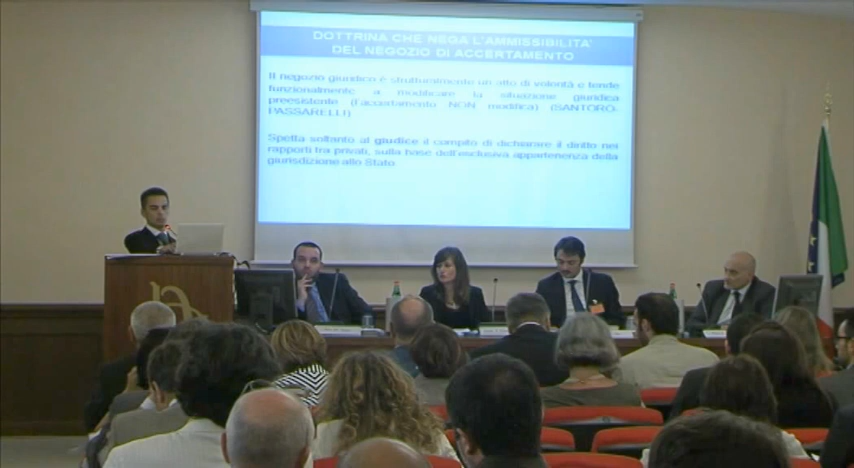 DOTTRINA CHE NEGA L'AMMISSIBILITA'
DEL NEGOZIO DI ACCERTAMENTO
Il negozio giuridico è strutturalmente un atto di volontà e tende
funzionalmente a modificare la situazione giuridica
preesistente (l'accertamento NON modifica) (SANTORO-
PASSARELLI)
Spetta soltanto al giudice il compito di dichiarare il diritto nei
rapporti tra privati, sulla base dell'esclusiva appartenenza della
giurisdizione allo Stato